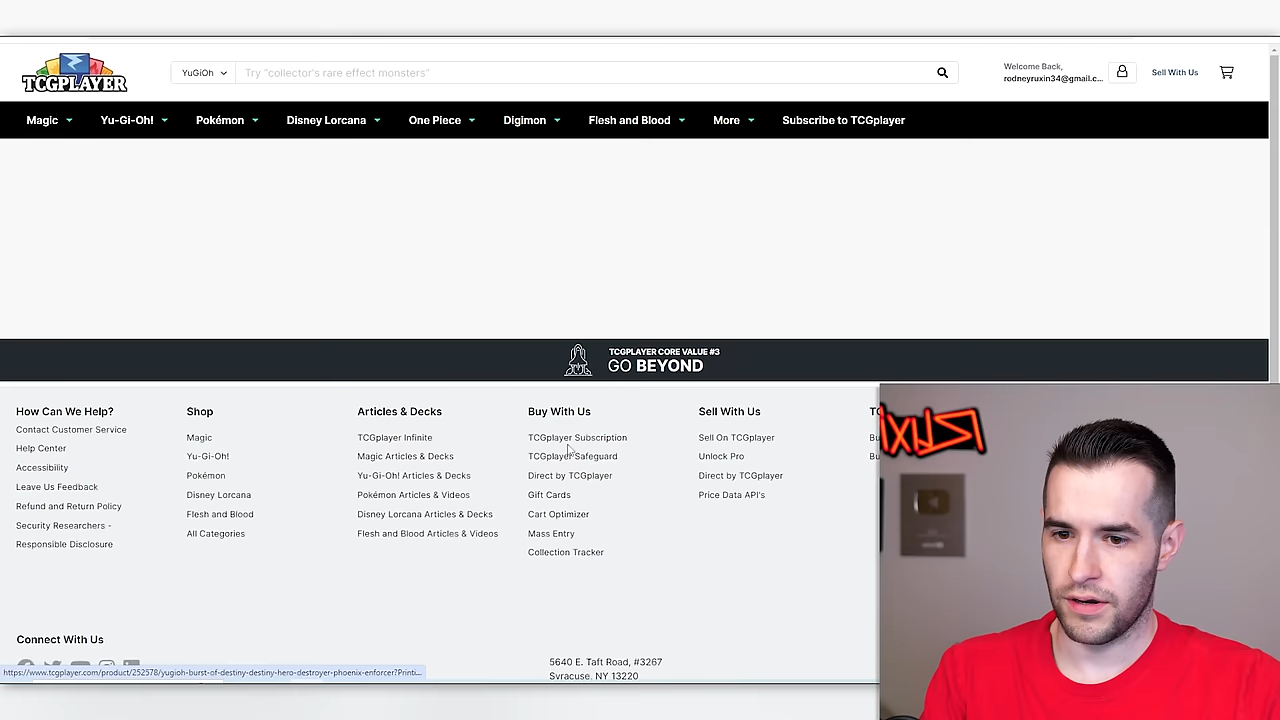 TCGPLAYER
YuGiOh
Try "collector's rare effect monsters"
Welcome Back,
rodneyruxin34@gmail.c...
Sell With Us
Magic
Yu-Gi-Oh!
Pokémon
Disney Lorcana
One Piece
Digimon
Flesh and Blood
More
Subscribe to TCGplayer
TCGPLAYER CORE VALUE #3
GO BEYOND
How Can We Help?
Contact Customer Service
Help Center
Accessibility
Leave Us Feedback
Refund and Return Policy
Security Researchers -
Responsible Disclosure
Shop
Magic
Yu-Gi-Oh!
Pokémon
Disney Lorcana
Flesh and Blood
All Categories
Articles & Decks
TCGplayer Infinite
Magic Articles & Decks
Yu-Gi-Oh! Articles & Decks
Pokémon Articles & Videos
Disney Lorcana Articles & Decks
Flesh and Blood Articles & Videos
Buy With Us
TCGplayer Subscription
TCGplayer Safeguard
Direct by TCGplayer
Gift Cards
Cart Optimizer
Mass Entry
Collection Tracker
Sell With Us
Sell On TCGplayer
Unlock Pro
Direct by TCGplayer
Price Data API's
TC
Bu
Bu
Connect With Us
5640 E. Taft Road, #3267
Syracuse, NY 13220
https://www.tcgplayer.com/product/252578/yugioh-burst-of-destiny-destiny-hero-destroyer-phoenix-enforcer?Printi...